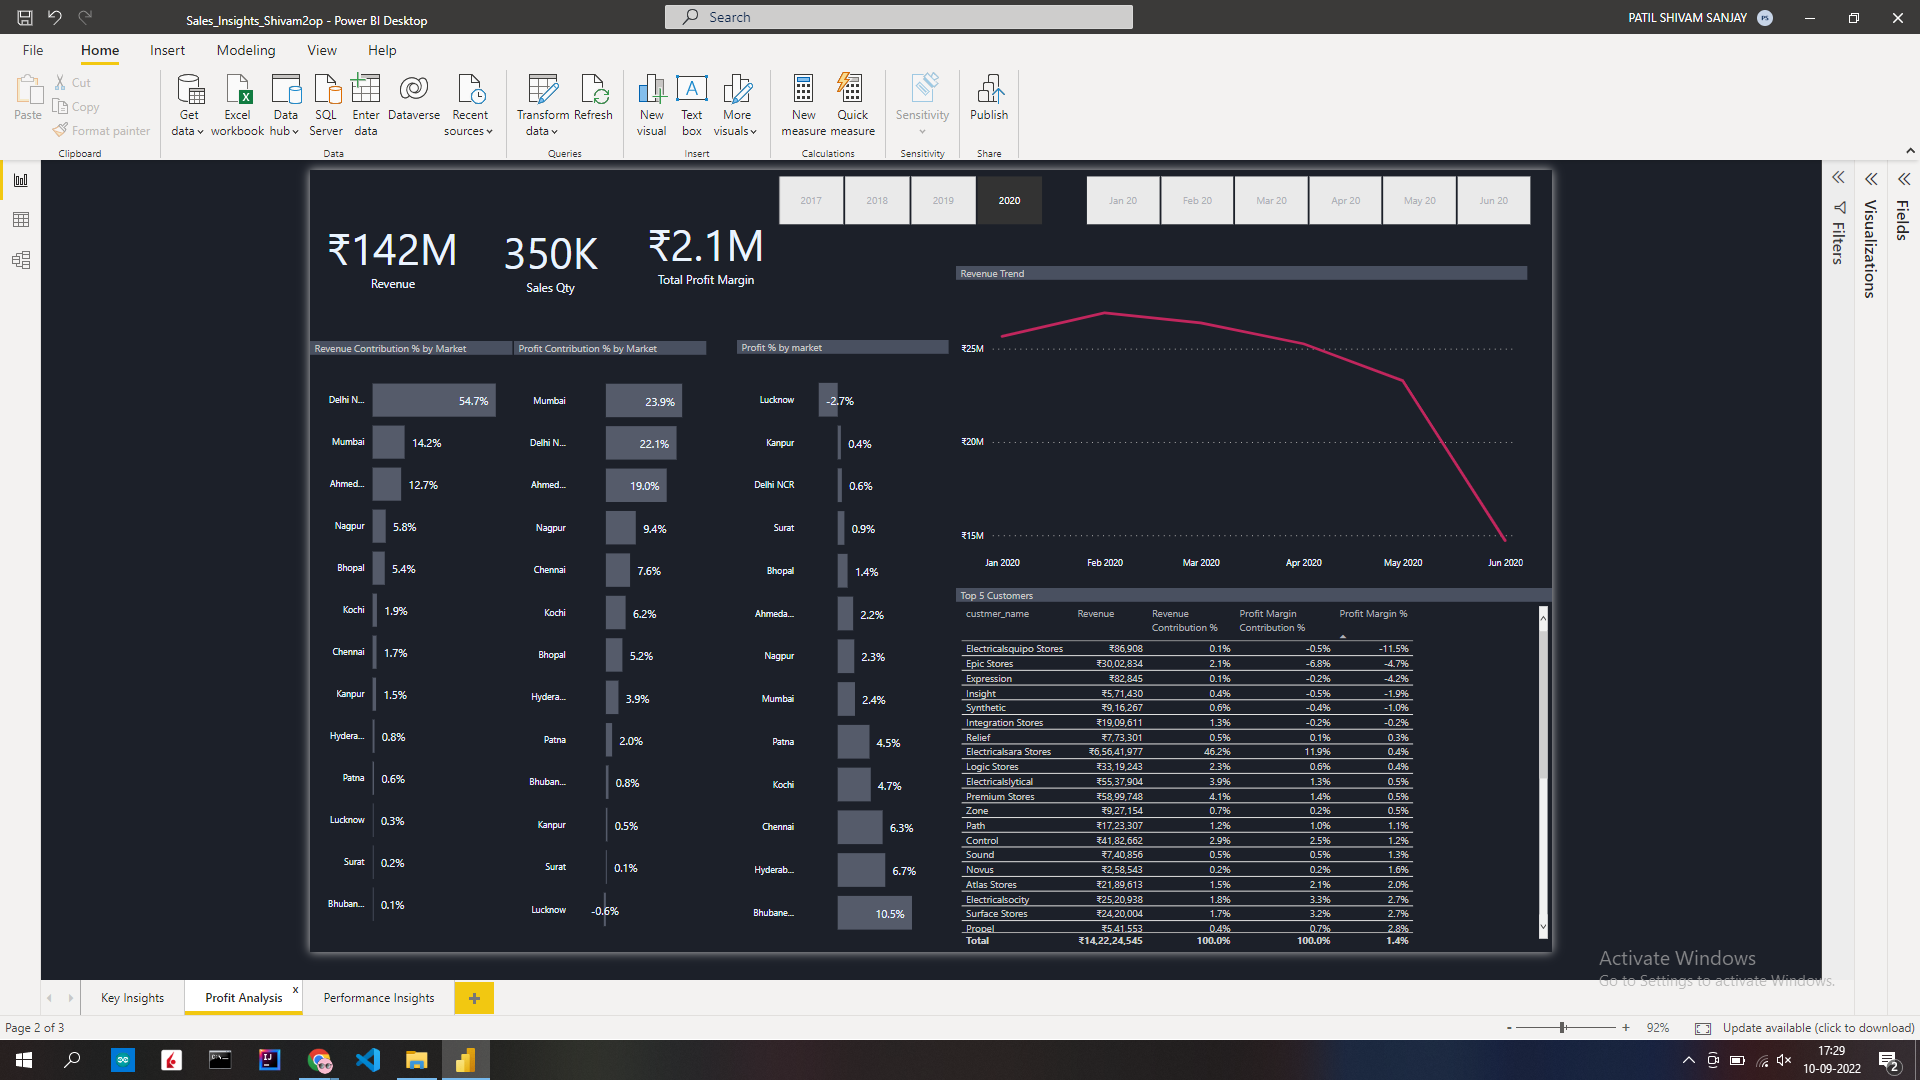 Sales_Insights_Shivam2op - Power BI Desktop
Search
PATIL SHIVAM SANJAY
PS
File Home Insert Modeling View Help
Paste
Cut
Copy
Format painter
Clipboard
Get data
Excel workbook
Data hub
SQL Server
Enter data
Dataverse
Recent sources
Data
Transform data
Refresh
Queries
New visual
Text box
More visuals
Insert
New measure
Quick measure
Calculations
Sensitivity
Sensitivity
Publish
Share
2017 2018 2019 2020
Jan 20 Feb 20 Mar 20 Apr 20 May 20 Jun 20
₹142M
Revenue
350K
Sales Qty
₹2.1M
Total Profit Margin
Revenue Contribution % by Market
Delhi N... 54.7%
Mumbai 14.2%
Ahmed... 12.7%
Nagpur 5.8%
Bhopal 5.4%
Kochi 1.9%
Chennai 1.7%
Kanpur 1.5%
Hydera... 0.8%
Patna 0.6%
Lucknow 0.3%
Surat 0.2%
Bhuban... 0.1%
Profit Contribution % by Market
Mumbai 23.9%
Delhi N... 22.1%
Ahmed... 19.0%
Nagpur 9.4%
Chennai 7.6%
Kochi 6.2%
Bhopal 5.2%
Hydera... 3.9%
Patna 2.0%
Bhuban... 0.8%
Kanpur 0.5%
Surat 0.1%
Lucknow -0.6%
Profit % by market
Lucknow -2.7%
Kanpur 0.4%
Delhi NCR 0.6%
Surat 0.9%
Bhopal 1.4%
Ahmeda... 2.2%
Nagpur 2.3%
Mumbai 2.4%
Patna 4.5%
Kochi 4.7%
Chennai 6.3%
Hyderab... 6.7%
Bhubane... 10.5%
Revenue Trend
₹25M
₹20M
₹15M
Jan 2020 Feb 2020 Mar 2020 Apr 2020 May 2020 Jun 2020
Top 5 Customers
custmer_name Revenue Revenue Contribution % Profit Margin Contribution % Profit Margin %
Electricalsquipo Stores ₹86,908 0.1% -0.5% -11.5%
Epic Stores ₹30,02,834 2.1% -6.8% -4.7%
Expression ₹82,845 0.1% -0.2% -4.2%
Insight ₹5,71,430 0.4% -0.5% -1.9%
Synthetic ₹9,16,267 0.6% -0.4% -1.0%
Integration Stores ₹19,09,611 1.3% -0.2% -0.2%
Relief ₹7,73,301 0.5% 0.1% 0.3%
Electricalsara Stores ₹6,56,41,977 46.2% 11.9% 0.4%
Logic Stores ₹33,19,243 2.3% 0.6% 0.4%
Electricalslytical ₹55,37,904 3.9% 1.3% 0.5%
Premium Stores ₹58,99,748 4.1% 1.4% 0.5%
Zone ₹9,27,154 0.7% 0.2% 0.5%
Path ₹17,23,307 1.2% 1.0% 1.1%
Control ₹41,82,662 2.9% 2.5% 1.2%
Sound ₹7,40,856 0.5% 0.5% 1.3%
Novus ₹2,58,543 0.2% 0.2% 1.6%
Atlas Stores ₹21,89,613 1.5% 2.1% 2.0%
Electricalsocity ₹25,20,938 1.8% 3.3% 2.7%
Surface Stores ₹24,20,004 1.7% 3.2% 2.7%
Propel ₹5,41,553 0.4% 0.7% 2.8%
Total ₹14,22,24,545 100.0% 100.0% 1.4%
Filters
Visualizations
Fields
Activate Windows
Go to Settings to activate Windows.
Key Insights
Profit Analysis
x
Performance Insights
+
Page 2 of 3
- + 92%
Update available (click to download)
IJ
17:29
10-09-2022
2